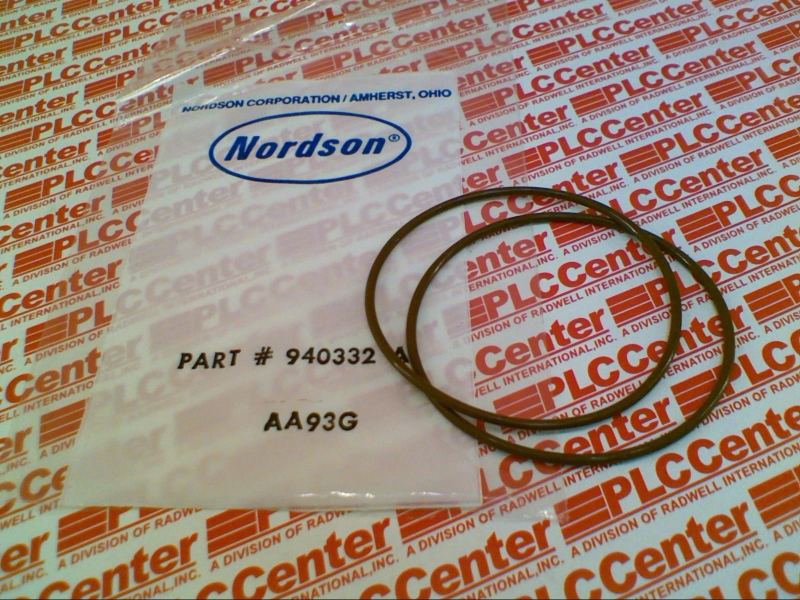 NORDSON CORPORATION / AMHERST, OHIO
Nordson®
PART # 940332 A
AA93G
PLCCenter
A DIVISION OF RADWELL INTERNATIONAL, INC.